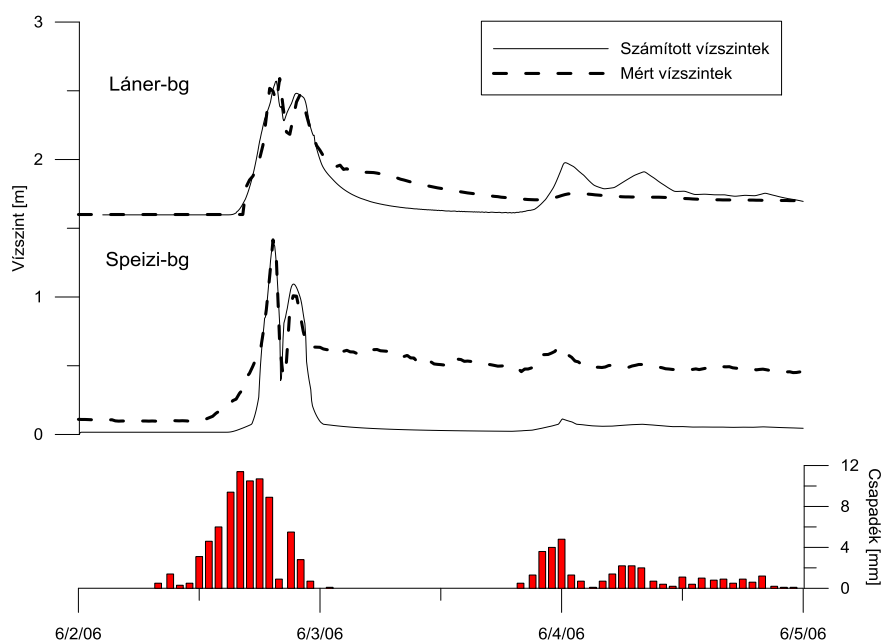 3
Számított vízszintek
Mért vízszintek
Láner-bg
2
Vízszint [m]
Speizi-bg
1
0
12
8
4
0
Csapadék [mm]
6/2/06
6/3/06
6/4/06
6/5/06